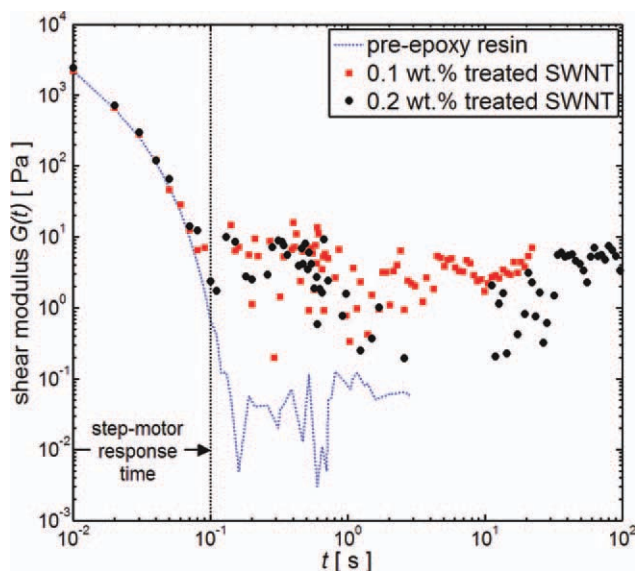 pre-epoxy resin
0.1 wt.% treated SWNT
0.2 wt.% treated SWNT
shear modulus G(t) [ Pa ]
10^4
10^3
10^2
10^1
10^0
10^-1
10^-2
10^-3
step-motor
response
time
10^-2
10^-1
10^0
10^1
10^2
t [ s ]